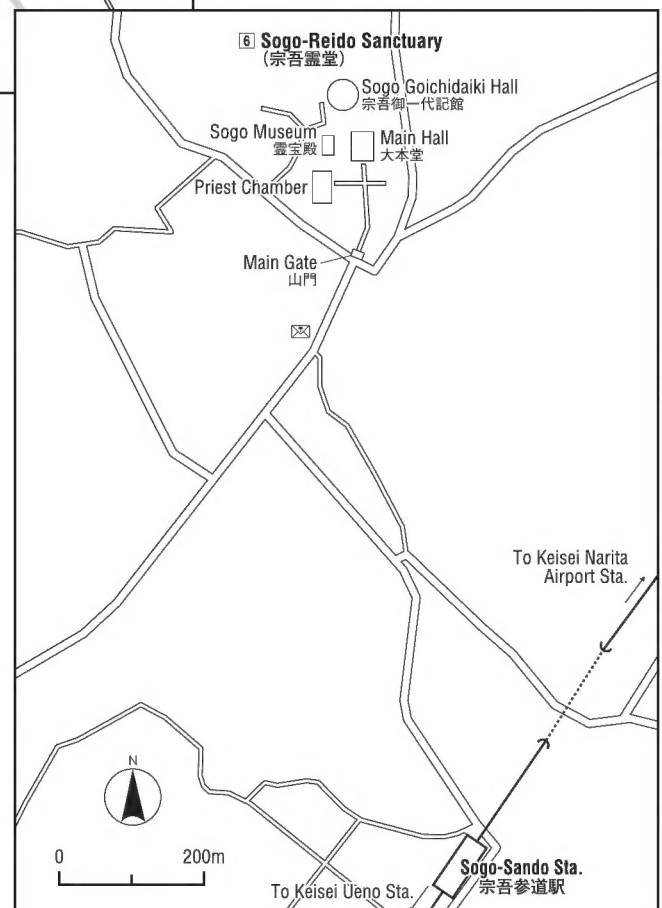 6 Sogo-Reido Sanctuary
(宗吾霊堂)
Sogo Goichidaiki Hall
宗吾御一代記館
Sogo Museum
霊宝殿
Main Hall
大本堂
Priest Chamber
Main Gate
山門
To Keisei Narita
Airport Sta.
N
0 200m
Sogo-Sando Sta.
宗吾参道駅
To Keisei Ueno Sta.